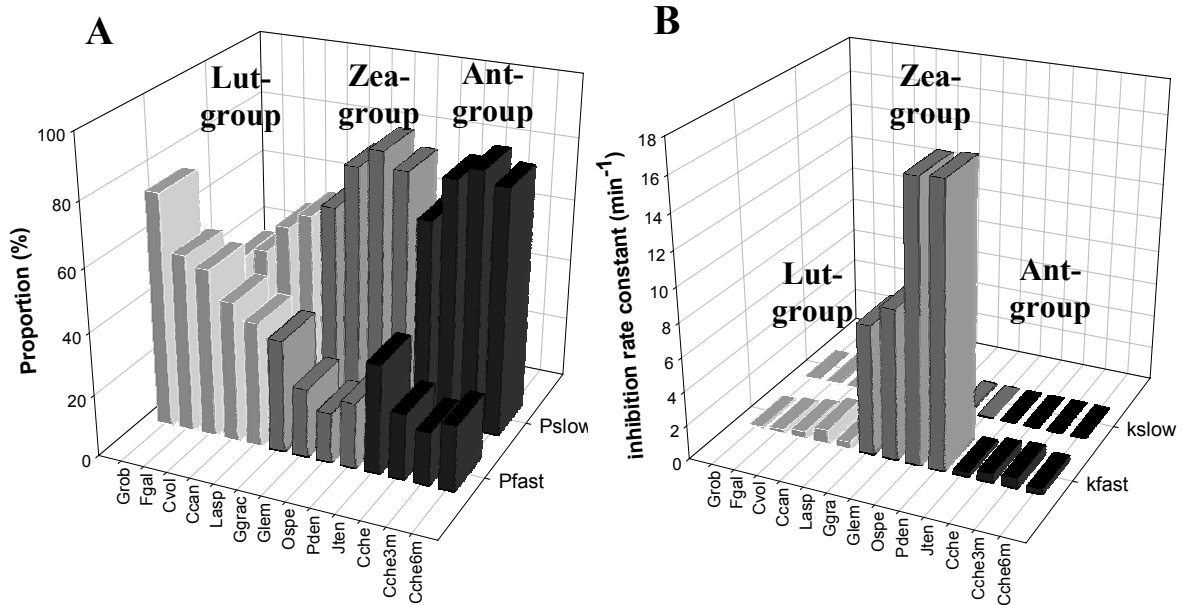 A
Lut-
group
Zea-
group
Ant-
group
Proportion (%)
100
80
60
40
20
0
Grob
Fgal
Cvol
Ccan
Lasp
Ggrac
Glem
Ospe
Pden
Jten
Cche
Cche3m
Cche6m
Pslow
Pfast
B
Zea-
group
Lut-
group
Ant-
group
inhibition rate constant (min⁻¹)
18
16
14
12
10
8
6
4
2
0
Grob
Fgal
Cvol
Ccan
Lasp
Ggra
Glem
Ospe
Pden
Jten
Cche
Cche3m
Cche6m
kslow
kfast